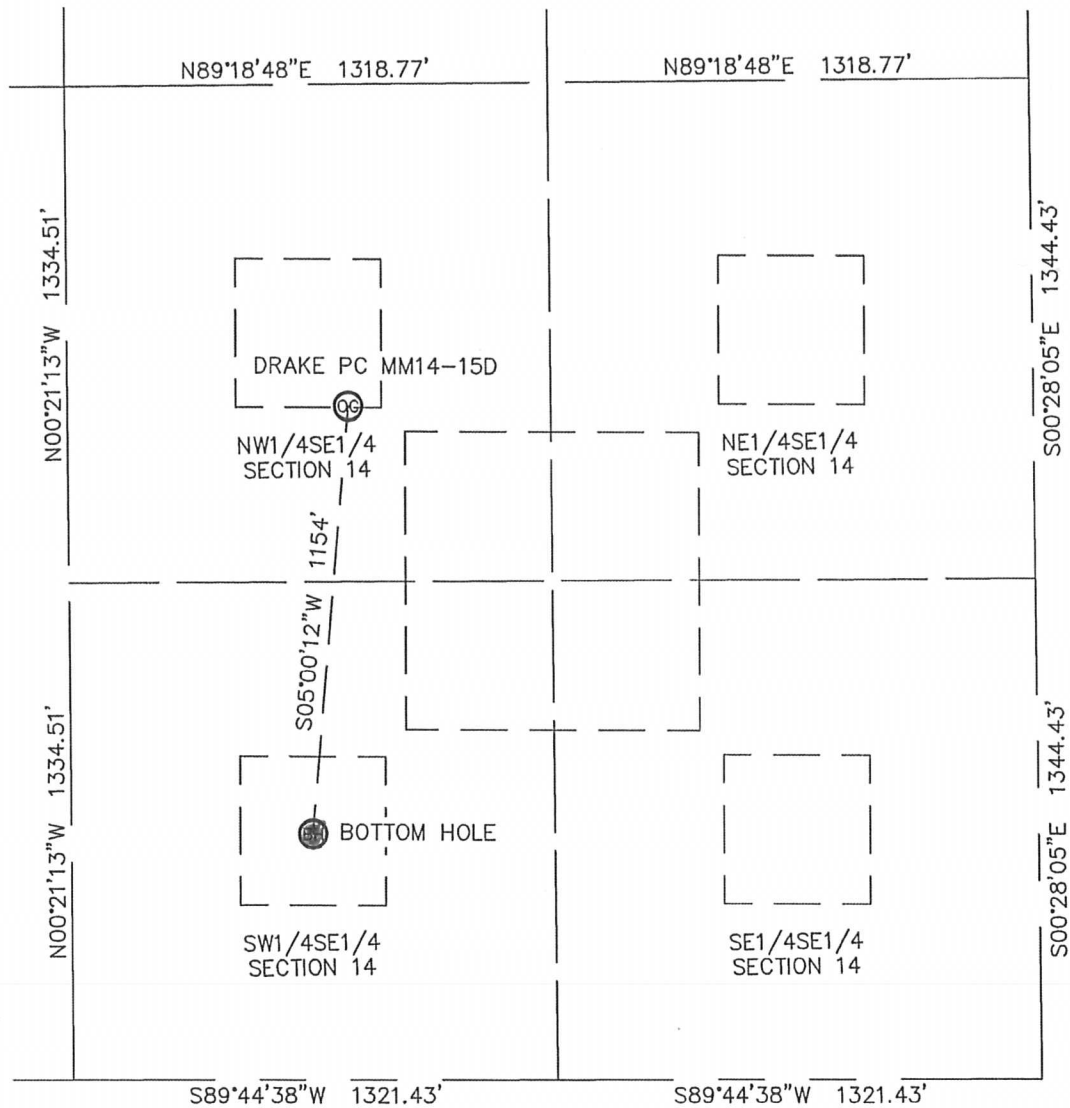 N89°18'48"E 1318.77'
N89°18'48"E 1318.77'
N00°21'13"W 1334.51'
S00°28'05"E 1344.43'
DRAKE PC MM14-15D
OG
NW1/4SE1/4
SECTION 14
NE1/4SE1/4
SECTION 14
S05°00'12"W 1154'
N00°21'13"W 1334.51'
S00°28'05"E 1344.43'
BH BOTTOM HOLE
SW1/4SE1/4
SECTION 14
SE1/4SE1/4
SECTION 14
S89°44'38"W 1321.43'
S89°44'38"W 1321.43'